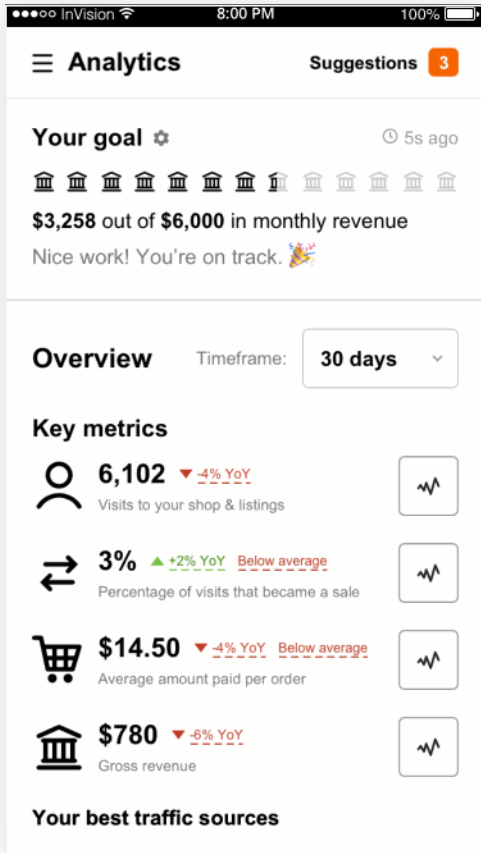 InVision 8:00 PM 100%
Analytics Suggestions 3
Your goal 5s ago
$3,258 out of $6,000 in monthly revenue
Nice work! You’re on track.
Overview Timeframe: 30 days
Key metrics
6,102 -4% YoY
Visits to your shop & listings
3% +2% YoY Below average
Percentage of visits that became a sale
$14.50 -4% YoY Below average
Average amount paid per order
$780 -6% YoY
Gross revenue
Your best traffic sources